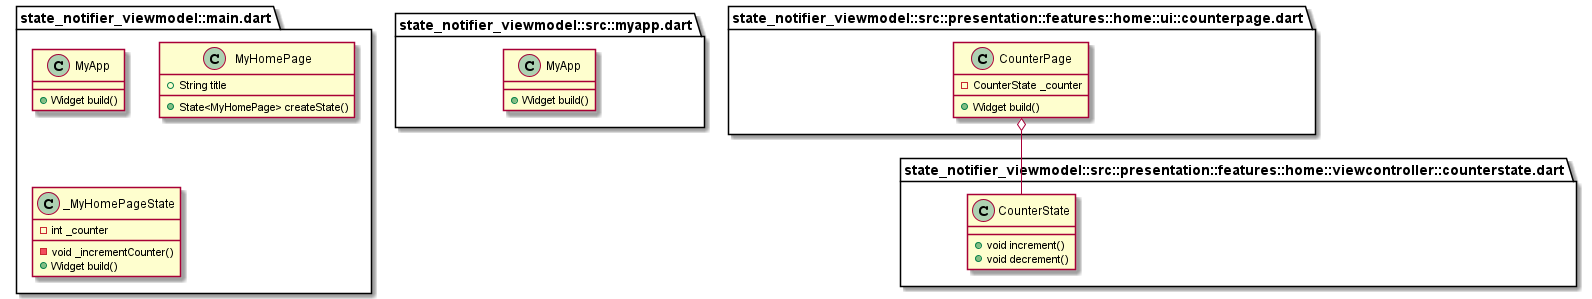 state_notifier_viewmodel::main.dart
C MyApp
Widget build()
C MyHomePage
String title
State<MyHomePage> createState()
C _MyHomePageState
int _counter
void _incrementCounter()
Widget build()
state_notifier_viewmodel::src::myapp.dart
C MyApp
Widget build()
state_notifier_viewmodel::src::presentation::features::home::ui::counterpage.dart
C CounterPage
CounterState _counter
Widget build()
state_notifier_viewmodel::src::presentation::features::home::viewcontroller::counterstate.dart
C CounterState
void increment()
void decrement()